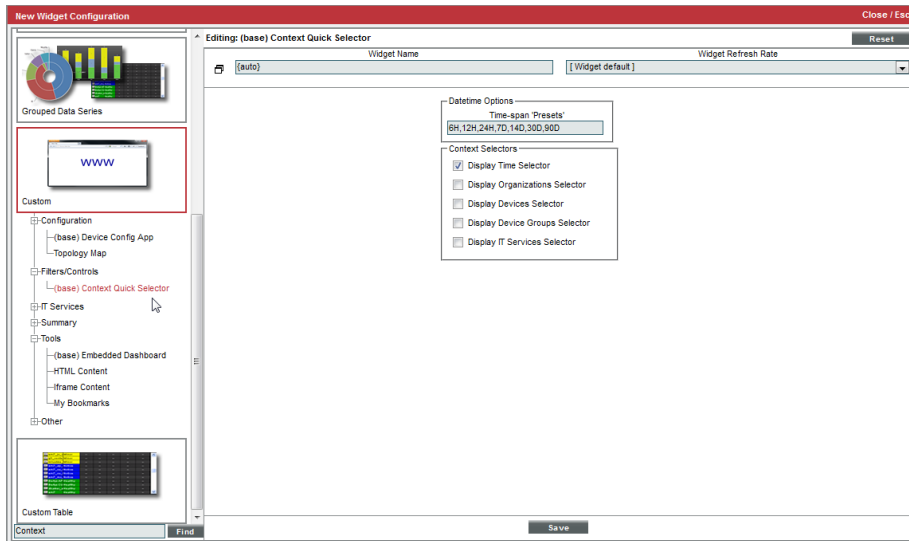 New Widget Configuration
Close / Esc
Grouped Data Series
www
Custom
Configuration
(base) Device Config App
Topology Map
Filters/Controls
(base) Context Quick Selector
IT Services
Summary
Tools
(base) Embedded Dashboard
HTML Content
Iframe Content
My Bookmarks
Other
Custom Table
Context
Find
Editing: (base) Context Quick Selector
Reset
Widget Name
Widget Refresh Rate
{auto}
[ Widget default ]
Datetime Options
Time-span 'Presets'
6H,12H,24H,7D,14D,30D,90D
Context Selectors
Display Time Selector
Display Organizations Selector
Display Devices Selector
Display Device Groups Selector
Display IT Services Selector
Save